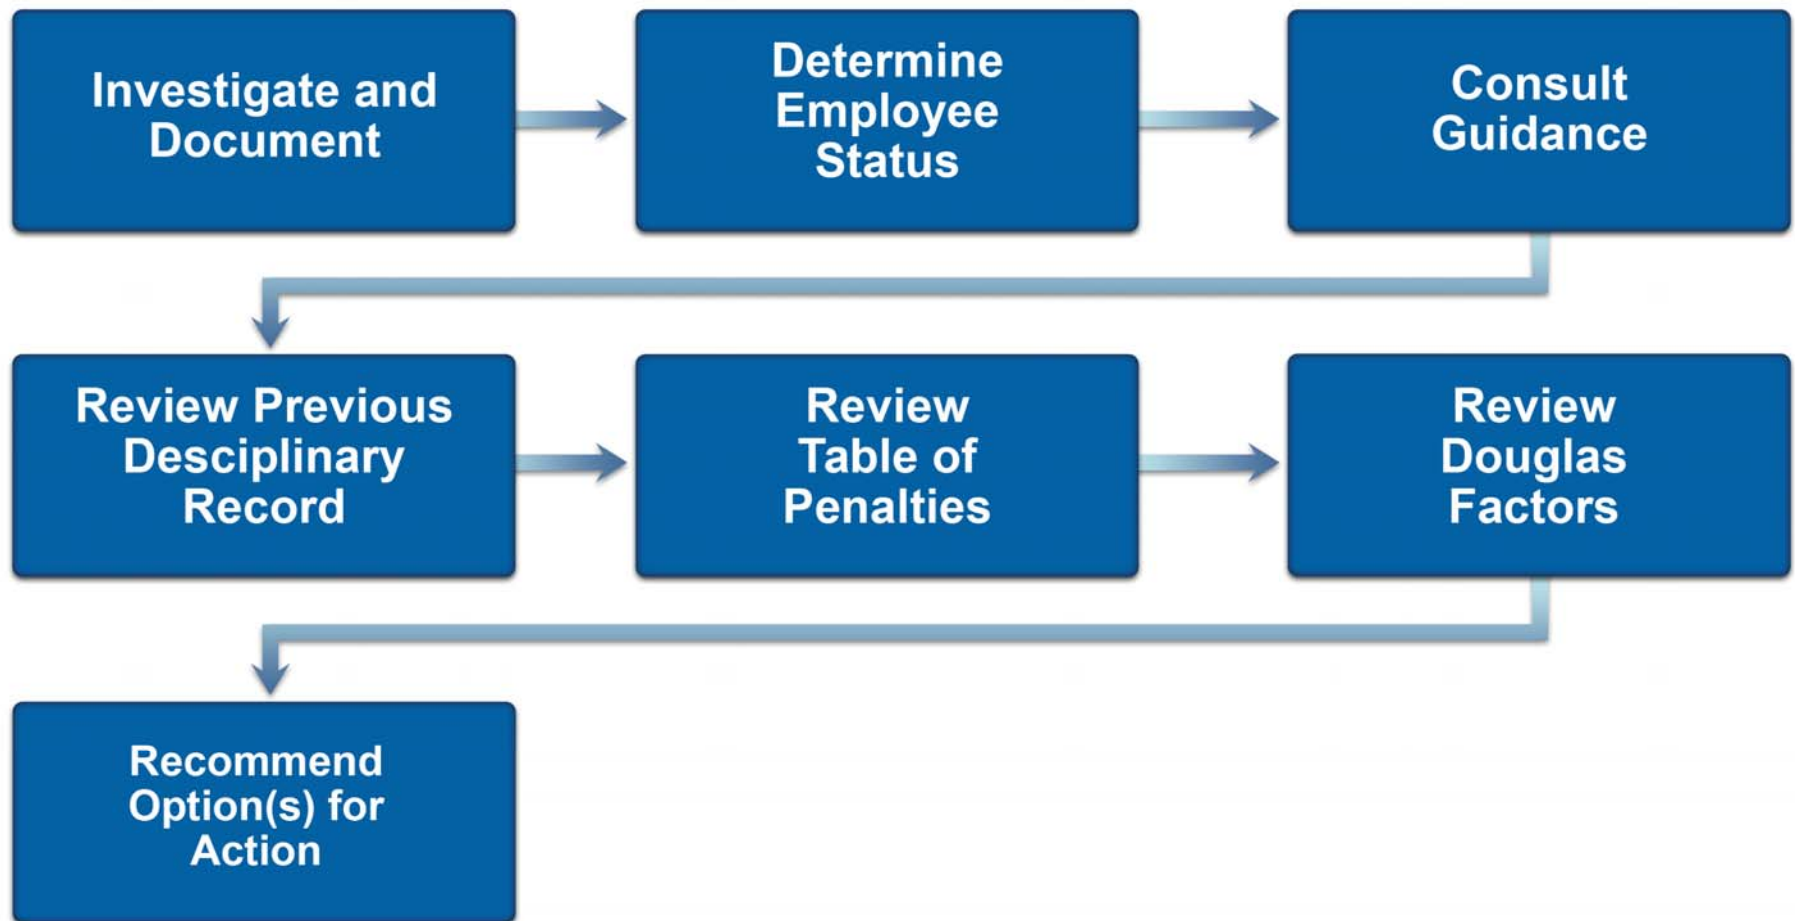 Investigate and
Document
Determine
Employee
Status
Consult
Guidance
Review Previous
Desciplinary
Record
Review
Table of
Penalties
Review
Douglas
Factors
Recommend
Option(s) for
Action